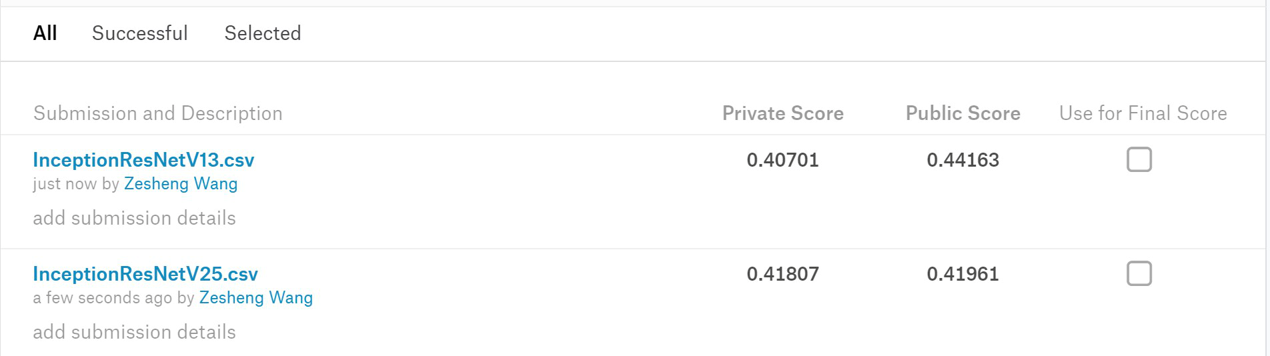 All Successful Selected
Submission and Description Private Score Public Score Use for Final Score
InceptionResNetV13.csv 0.40701 0.44163
just now by Zesheng Wang
add submission details
InceptionResNetV25.csv 0.41807 0.41961
a few seconds ago by Zesheng Wang
add submission details